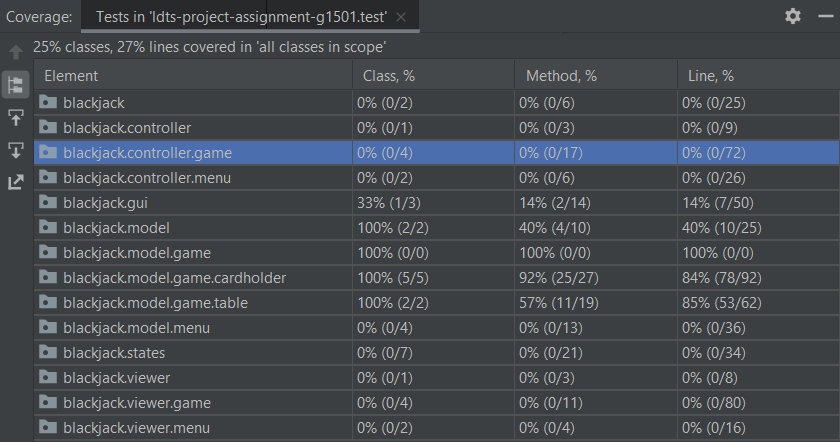 Coverage: Tests in 'ldts-project-assignment-g1501.test' ×
25% classes, 27% lines covered in 'all classes in scope'
Element Class, % Method, % Line, %
blackjack 0% (0/2) 0% (0/6) 0% (0/25)
blackjack.controller 0% (0/1) 0% (0/3) 0% (0/9)
blackjack.controller.game 0% (0/4) 0% (0/17) 0% (0/72)
blackjack.controller.menu 0% (0/2) 0% (0/6) 0% (0/26)
blackjack.gui 33% (1/3) 14% (2/14) 14% (7/50)
blackjack.model 100% (2/2) 40% (4/10) 40% (10/25)
blackjack.model.game 100% (0/0) 100% (0/0) 100% (0/0)
blackjack.model.game.cardholder 100% (5/5) 92% (25/27) 84% (78/92)
blackjack.model.game.table 100% (2/2) 57% (11/19) 85% (53/62)
blackjack.model.menu 0% (0/4) 0% (0/13) 0% (0/36)
blackjack.states 0% (0/7) 0% (0/21) 0% (0/34)
blackjack.viewer 0% (0/1) 0% (0/3) 0% (0/8)
blackjack.viewer.game 0% (0/4) 0% (0/11) 0% (0/80)
blackjack.viewer.menu 0% (0/2) 0% (0/4) 0% (0/16)